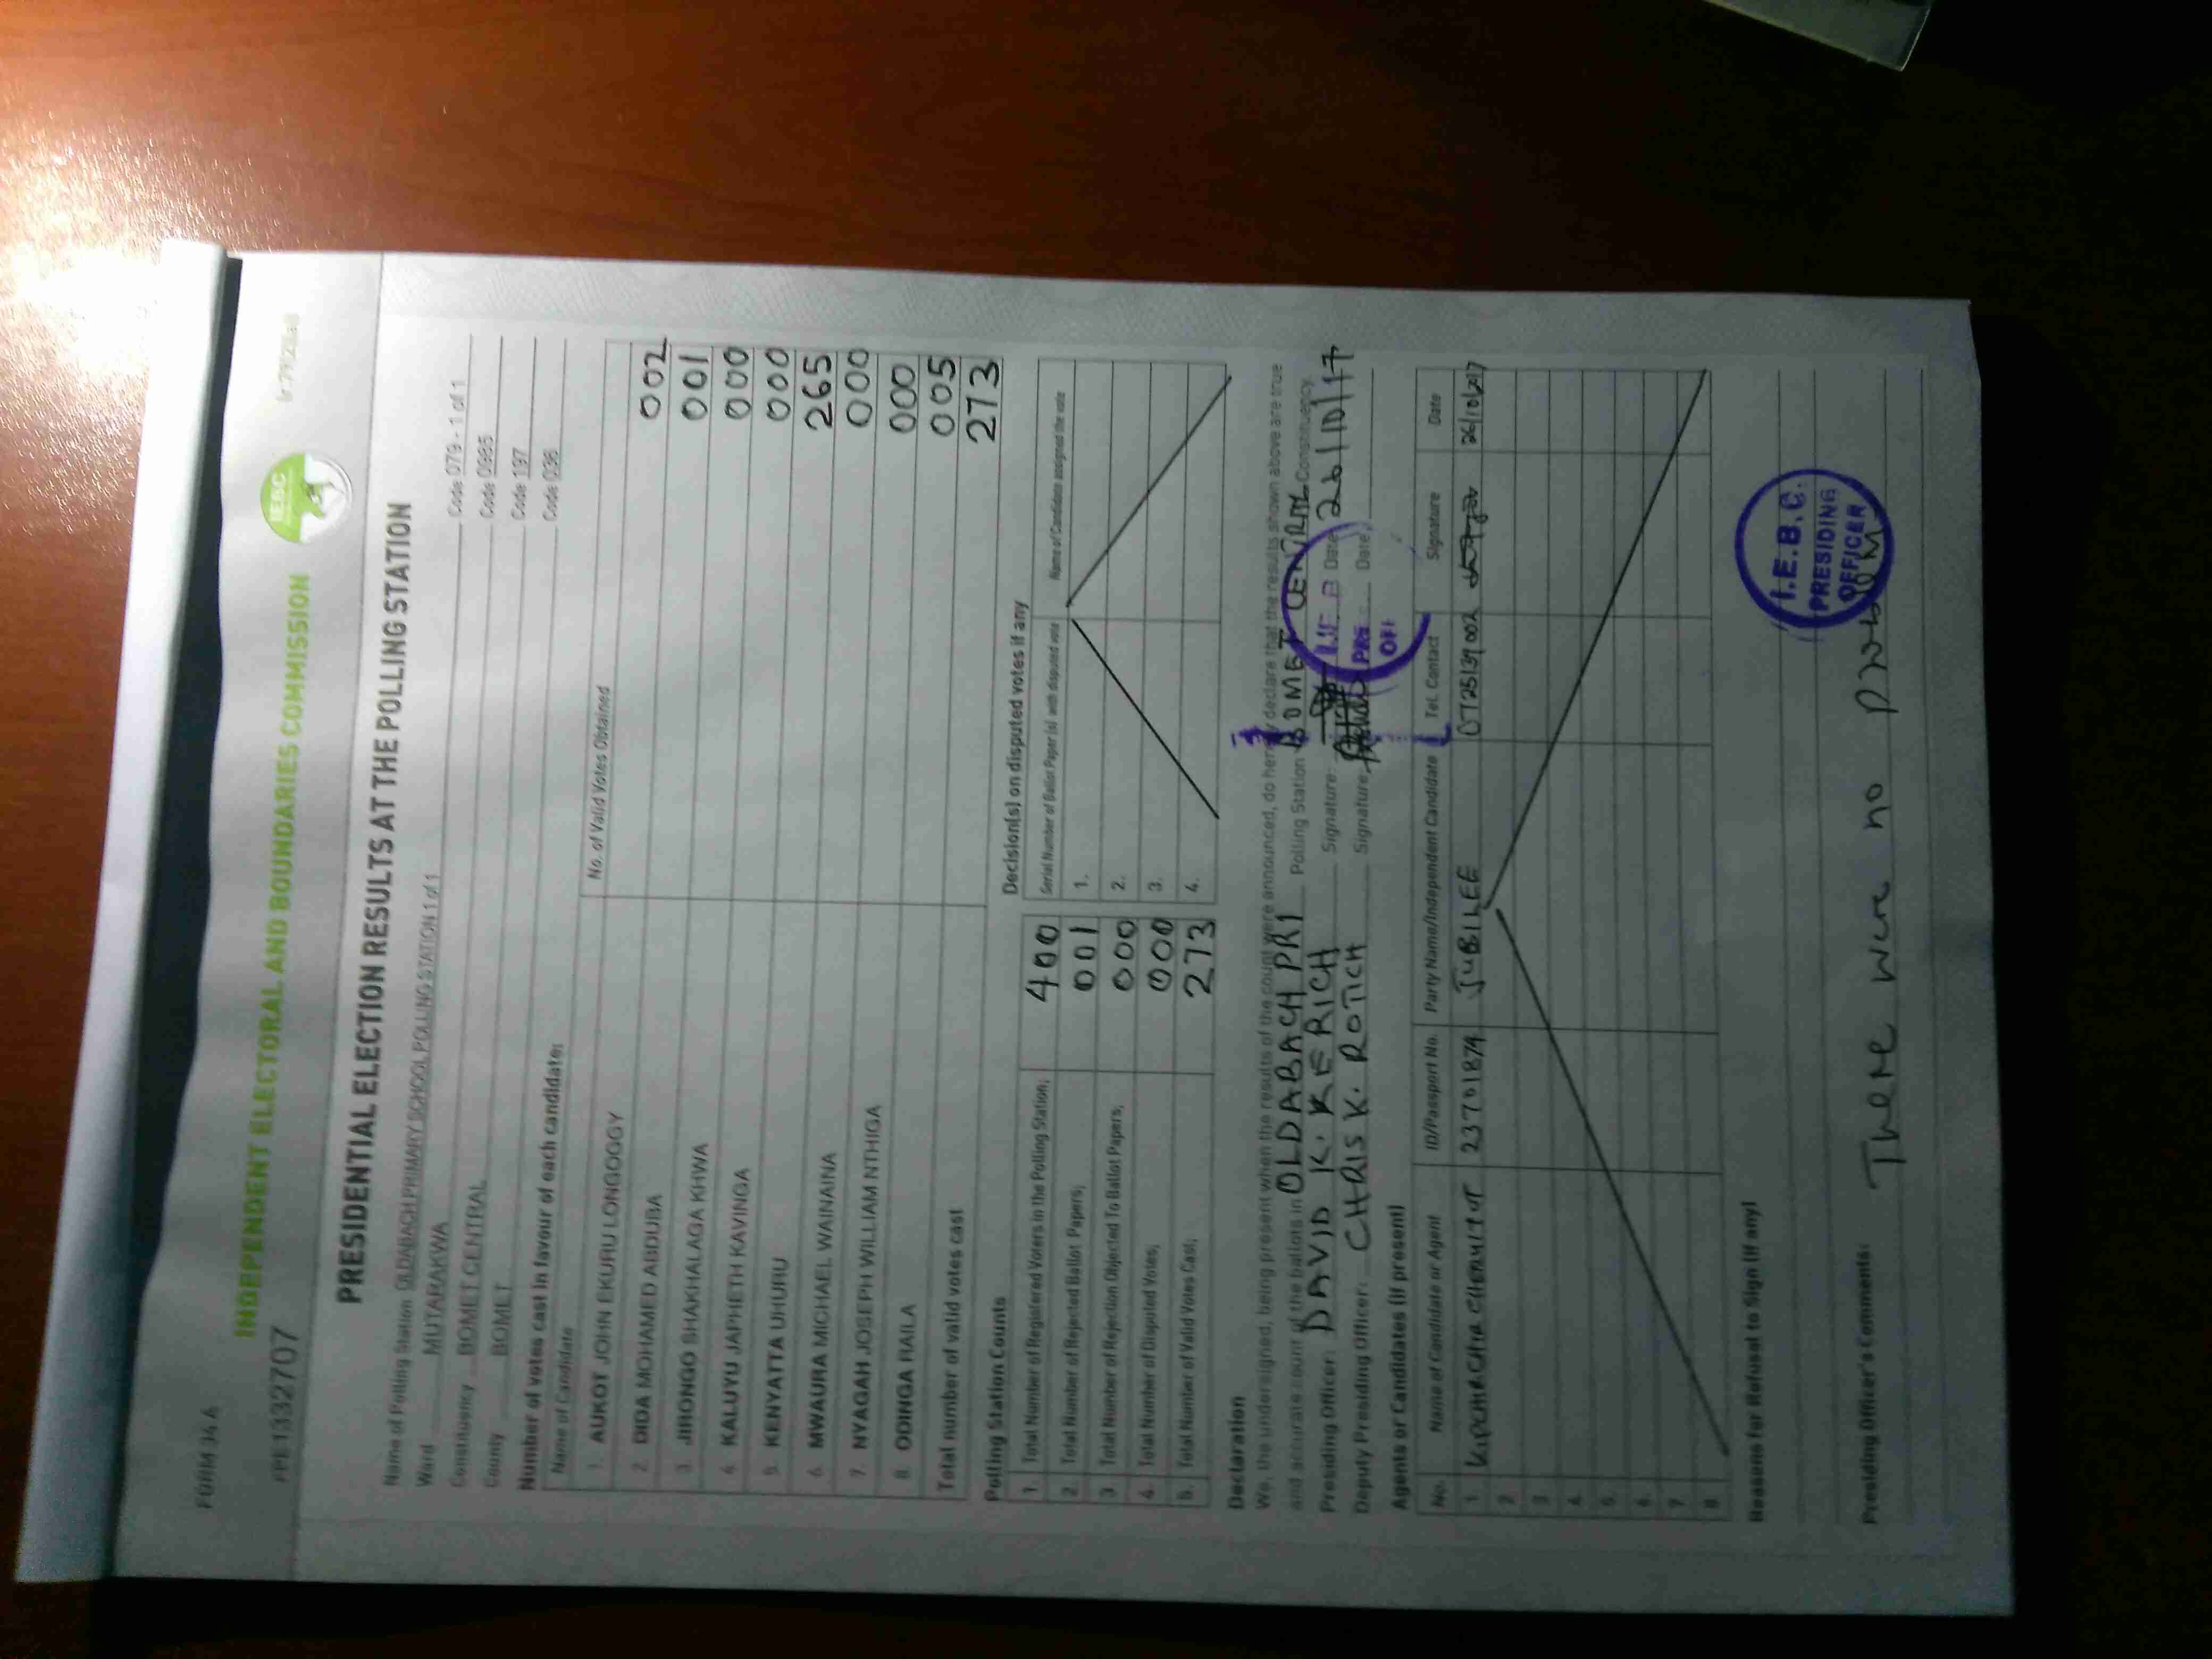 FORM 34 A
INDEPENDENT ELECTORAL AND BOUNDARIES COMMISSION
IEBC
PRESIDENTIAL ELECTION RESULTS AT THE POLLING STATION
Name of Polling Station OLDABACH PRIMARY SCHOOL POLLING STATION 1 of 1 Code 079 - 1 of 1
Ward MUTARAKWA Code 0985
Constituency BOMET CENTRAL Code 197
County BOMET Code 036
Number of votes cast in favour of each candidate:
Name of Candidate No. of Valid Votes Obtained
1. AUKOT JOHN EKURU LONGOGGY 002
2. DIDA MOHAMED ABDUBA 001
3. JIRONGO SHAKHALAGA KHWA 000
4. KALUYU JAPHETH KAVINGA 000
5. KENYATTA UHURU 265
6. MWAURA MICHAEL WAINAINA 000
7. NYAGAH JOSEPH WILLIAM NTHIGA 000
8. ODINGA RAILA 005
Total number of valid votes cast 273
Polling Station Counts
1. Total Number of Registered Voters in the Polling Station; 400
2. Total Number of Rejected Ballot Papers; 001
3. Total Number of Rejection Objected To Ballot Papers; 000
4. Total Number of Disputed Votes; 000
5. Total Number of Valid Votes Cast; 273
Decision(s) on disputed votes if any
Serial Number of Ballot Paper (s) with disputed vote Name of Candidate assigned the vote
1.
2.
3.
4.
Declaration
We, the undersigned, being present when the results of the count were announced, do hereby declare that the results shown above are true
and accurate count of the ballots in OLDABACH PRI Polling Station BOMET CENTRAL Constituency.
Presiding Officer: DAVID K. KERICH Signature: Date: 26/10/17
Deputy Presiding Officer: CHRIS K. ROTICH Signature: Date:
Agents or Candidates (if present)
No. Name of Candidate or Agent ID/Passport No. Party Name/Independent Candidate Tel. Contact Signature Date
1 23701874 JUBILEE 0725139002 26/10/2017
2
3
4
5
6
7
8
Reasons for Refusal to Sign (if any)
I.E.B.C.
PRESIDING
OFFICER
Presiding Officer's Comments: There were no problem